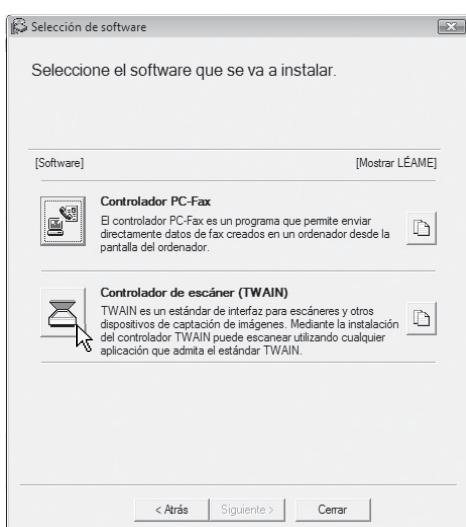 Selección de software
Seleccione el software que se va a instalar.
[Software] [Mostrar LÉAME]
Controlador PC-Fax
El controlador PC-Fax es un programa que permite enviar
directamente datos de fax creados en un ordenador desde la
pantalla del ordenador.
Controlador de escáner (TWAIN)
TWAIN es un estándar de interfaz para escáneres y otros
dispositivos de captación de imágenes. Mediante la instalación
del controlador TWAIN puede escanear utilizando cualquier
aplicación que admita el estándar TWAIN.
< Atrás Siguiente > Cerrar